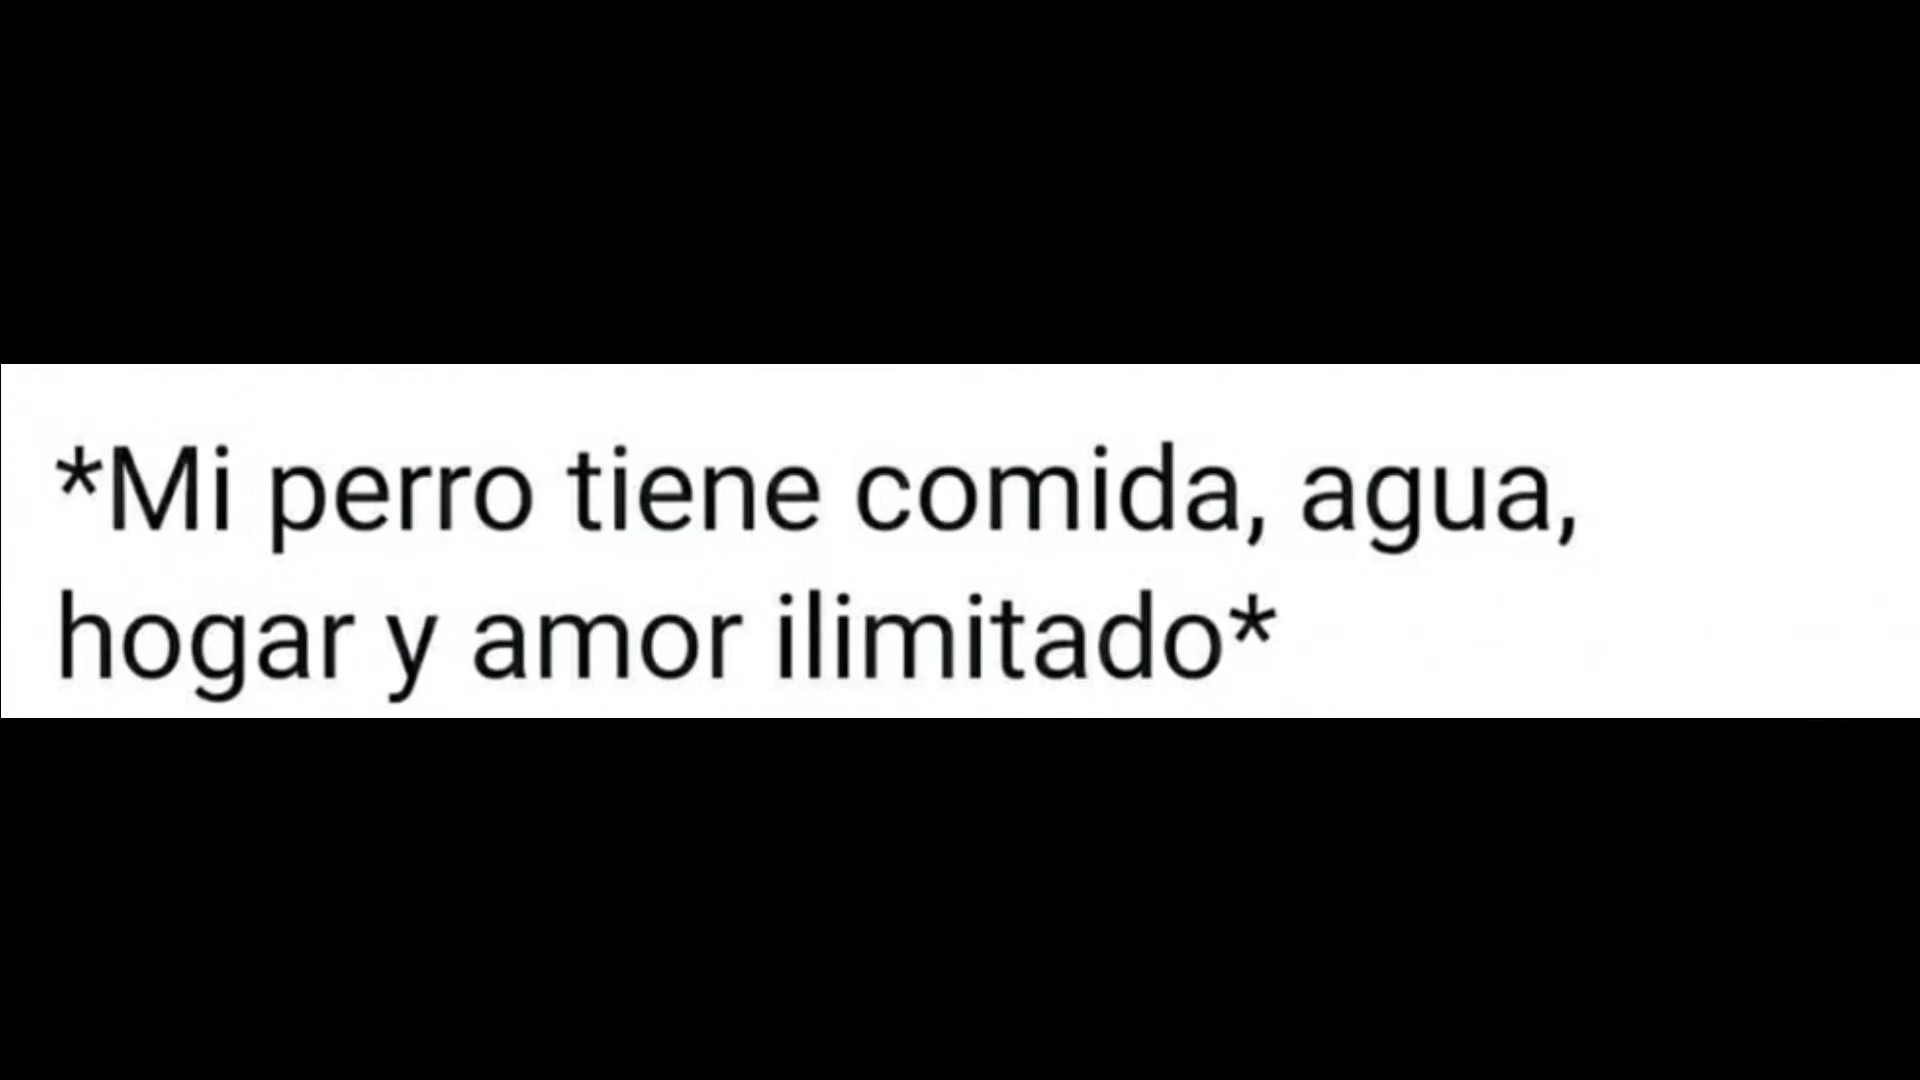 *Mi perro tiene comida, agua,
hogar y amor ilimitado*